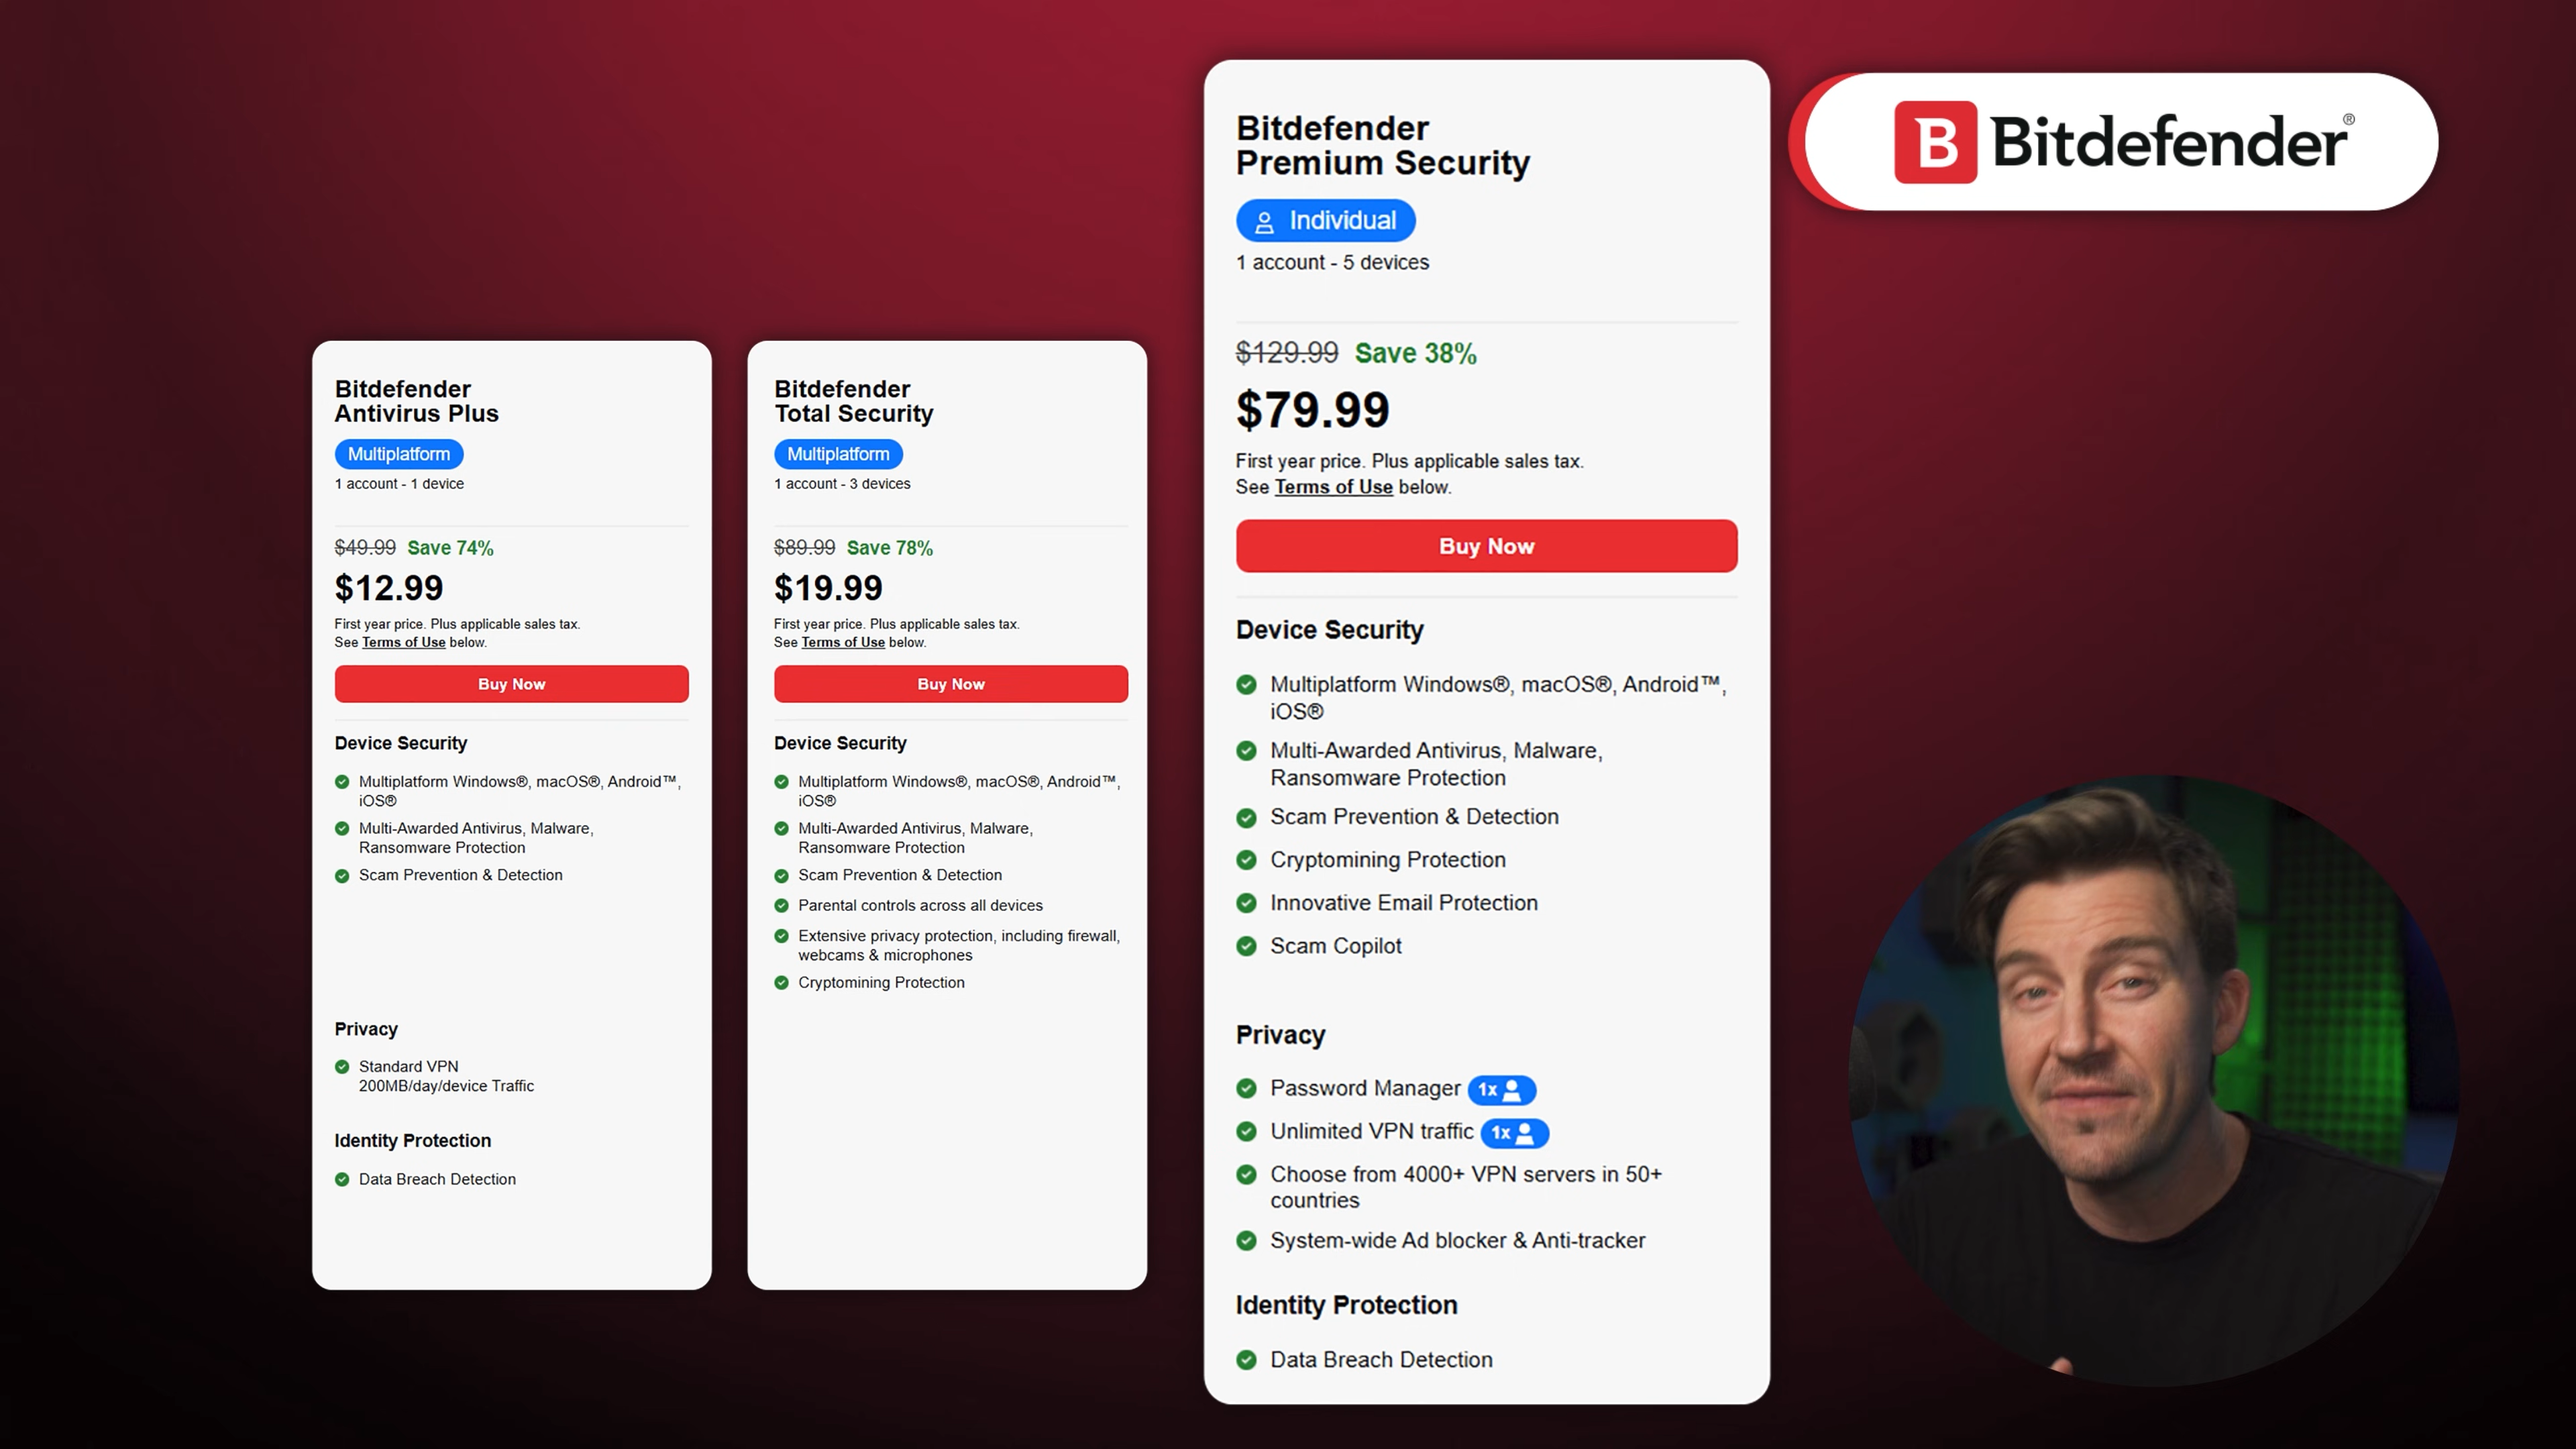 Bitdefender
Antivirus Plus
Multiplatform
1 account - 1 device
$49.99 Save 74%
$12.99
First year price. Plus applicable sales tax.
See Terms of Use below.
Buy Now
Device Security
Multiplatform Windows®, macOS®, Android™,
iOS®
Multi-Awarded Antivirus, Malware,
Ransomware Protection
Scam Prevention & Detection
Privacy
Standard VPN
200MB/day/device Traffic
Identity Protection
Data Breach Detection
Bitdefender
Total Security
Multiplatform
1 account - 3 devices
$89.99 Save 78%
$19.99
First year price. Plus applicable sales tax.
See Terms of Use below.
Buy Now
Device Security
Multiplatform Windows®, macOS®, Android™,
iOS®
Multi-Awarded Antivirus, Malware,
Ransomware Protection
Scam Prevention & Detection
Parental controls across all devices
Extensive privacy protection, including firewall,
webcams & microphones
Cryptomining Protection
Bitdefender
Premium Security
Individual
1 account - 5 devices
$129.99 Save 38%
$79.99
First year price. Plus applicable sales tax.
See Terms of Use below.
Buy Now
Device Security
Multiplatform Windows®, macOS®, Android™,
iOS®
Multi-Awarded Antivirus, Malware,
Ransomware Protection
Scam Prevention & Detection
Cryptomining Protection
Innovative Email Protection
Scam Copilot
Privacy
Password Manager 1x
Unlimited VPN traffic 1x
Choose from 4000+ VPN servers in 50+
countries
System-wide Ad blocker & Anti-tracker
Identity Protection
Data Breach Detection
B Bitdefender®